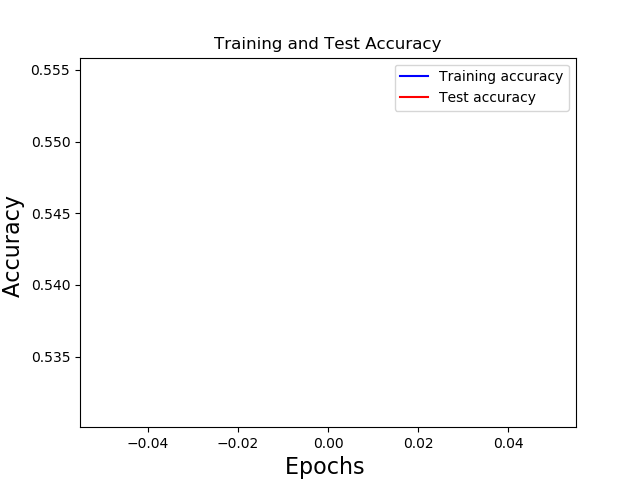 Training and Test Accuracy
Training accuracy
Test accuracy
0.555
0.550
0.545
0.540
0.535
Accuracy
−0.04 −0.02 0.00 0.02 0.04
Epochs